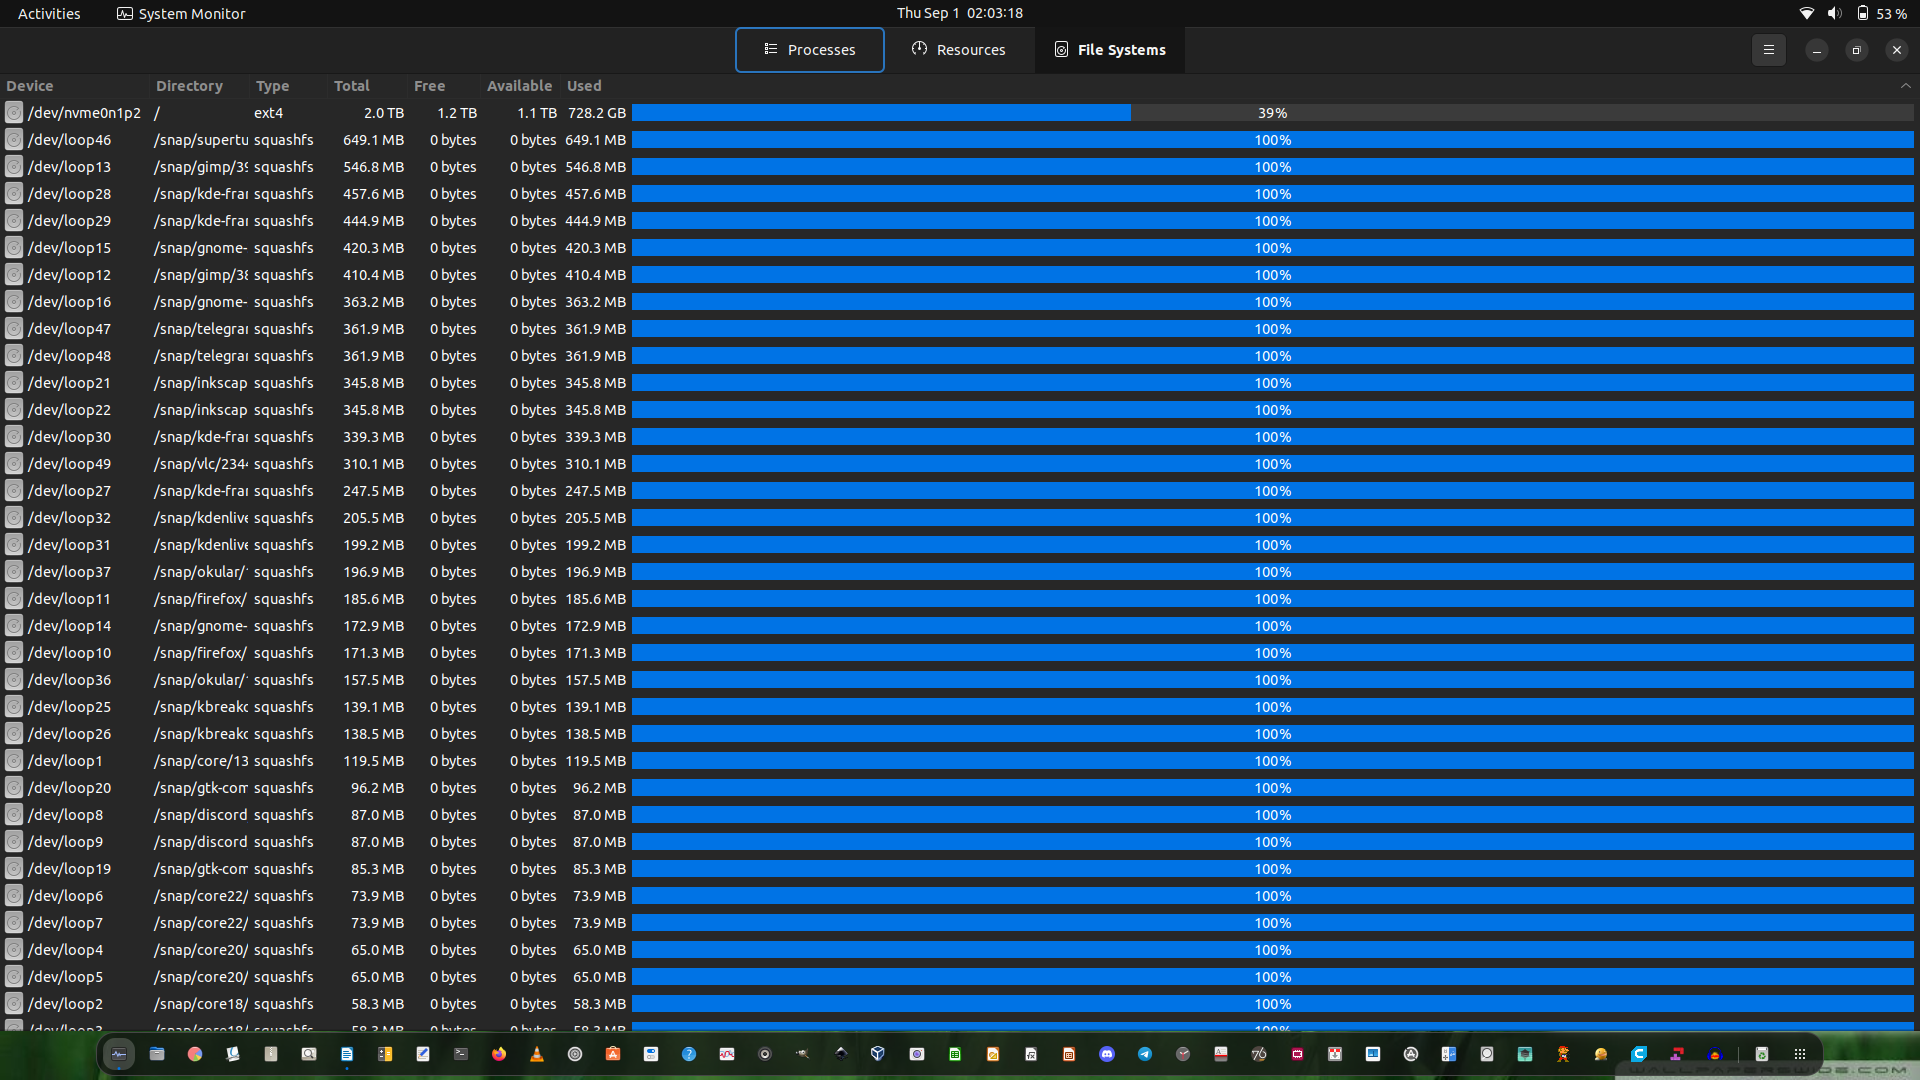 Activities System Monitor Thu Sep 1 02:03:18 53 %
Processes Resources File Systems
Device Directory Type Total Free Available Used
/dev/nvme0n1p2 / ext4 2.0 TB 1.2 TB 1.1 TB 728.2 GB 39%
/dev/loop46 /snap/supertu squashfs 649.1 MB 0 bytes 0 bytes 649.1 MB 100%
/dev/loop13 /snap/gimp/39 squashfs 546.8 MB 0 bytes 0 bytes 546.8 MB 100%
/dev/loop28 /snap/kde-frar squashfs 457.6 MB 0 bytes 0 bytes 457.6 MB 100%
/dev/loop29 /snap/kde-frar squashfs 444.9 MB 0 bytes 0 bytes 444.9 MB 100%
/dev/loop15 /snap/gnome- squashfs 420.3 MB 0 bytes 0 bytes 420.3 MB 100%
/dev/loop12 /snap/gimp/38 squashfs 410.4 MB 0 bytes 0 bytes 410.4 MB 100%
/dev/loop16 /snap/gnome- squashfs 363.2 MB 0 bytes 0 bytes 363.2 MB 100%
/dev/loop47 /snap/telegrar squashfs 361.9 MB 0 bytes 0 bytes 361.9 MB 100%
/dev/loop48 /snap/telegrar squashfs 361.9 MB 0 bytes 0 bytes 361.9 MB 100%
/dev/loop21 /snap/inkscap squashfs 345.8 MB 0 bytes 0 bytes 345.8 MB 100%
/dev/loop22 /snap/inkscap squashfs 345.8 MB 0 bytes 0 bytes 345.8 MB 100%
/dev/loop30 /snap/kde-frar squashfs 339.3 MB 0 bytes 0 bytes 339.3 MB 100%
/dev/loop49 /snap/vlc/2344 squashfs 310.1 MB 0 bytes 0 bytes 310.1 MB 100%
/dev/loop27 /snap/kde-frar squashfs 247.5 MB 0 bytes 0 bytes 247.5 MB 100%
/dev/loop32 /snap/kdenlive squashfs 205.5 MB 0 bytes 0 bytes 205.5 MB 100%
/dev/loop31 /snap/kdenlive squashfs 199.2 MB 0 bytes 0 bytes 199.2 MB 100%
/dev/loop37 /snap/okular/ squashfs 196.9 MB 0 bytes 0 bytes 196.9 MB 100%
/dev/loop11 /snap/firefox/ squashfs 185.6 MB 0 bytes 0 bytes 185.6 MB 100%
/dev/loop14 /snap/gnome- squashfs 172.9 MB 0 bytes 0 bytes 172.9 MB 100%
/dev/loop10 /snap/firefox/ squashfs 171.3 MB 0 bytes 0 bytes 171.3 MB 100%
/dev/loop36 /snap/okular/ squashfs 157.5 MB 0 bytes 0 bytes 157.5 MB 100%
/dev/loop25 /snap/kbreako squashfs 139.1 MB 0 bytes 0 bytes 139.1 MB 100%
/dev/loop26 /snap/kbreako squashfs 138.5 MB 0 bytes 0 bytes 138.5 MB 100%
/dev/loop1 /snap/core/13 squashfs 119.5 MB 0 bytes 0 bytes 119.5 MB 100%
/dev/loop20 /snap/gtk-com squashfs 96.2 MB 0 bytes 0 bytes 96.2 MB 100%
/dev/loop8 /snap/discord squashfs 87.0 MB 0 bytes 0 bytes 87.0 MB 100%
/dev/loop9 /snap/discord squashfs 87.0 MB 0 bytes 0 bytes 87.0 MB 100%
/dev/loop19 /snap/gtk-com squashfs 85.3 MB 0 bytes 0 bytes 85.3 MB 100%
/dev/loop6 /snap/core22/ squashfs 73.9 MB 0 bytes 0 bytes 73.9 MB 100%
/dev/loop7 /snap/core22/ squashfs 73.9 MB 0 bytes 0 bytes 73.9 MB 100%
/dev/loop4 /snap/core20/ squashfs 65.0 MB 0 bytes 0 bytes 65.0 MB 100%
/dev/loop5 /snap/core20/ squashfs 65.0 MB 0 bytes 0 bytes 65.0 MB 100%
/dev/loop2 /snap/core18/ squashfs 58.3 MB 0 bytes 0 bytes 58.3 MB 100%
/dev/loop3 /snap/core18/ squashfs 58.3 MB 0 bytes 0 bytes 58.3 MB 100%
76
WALLPAPERSWIDE.COM